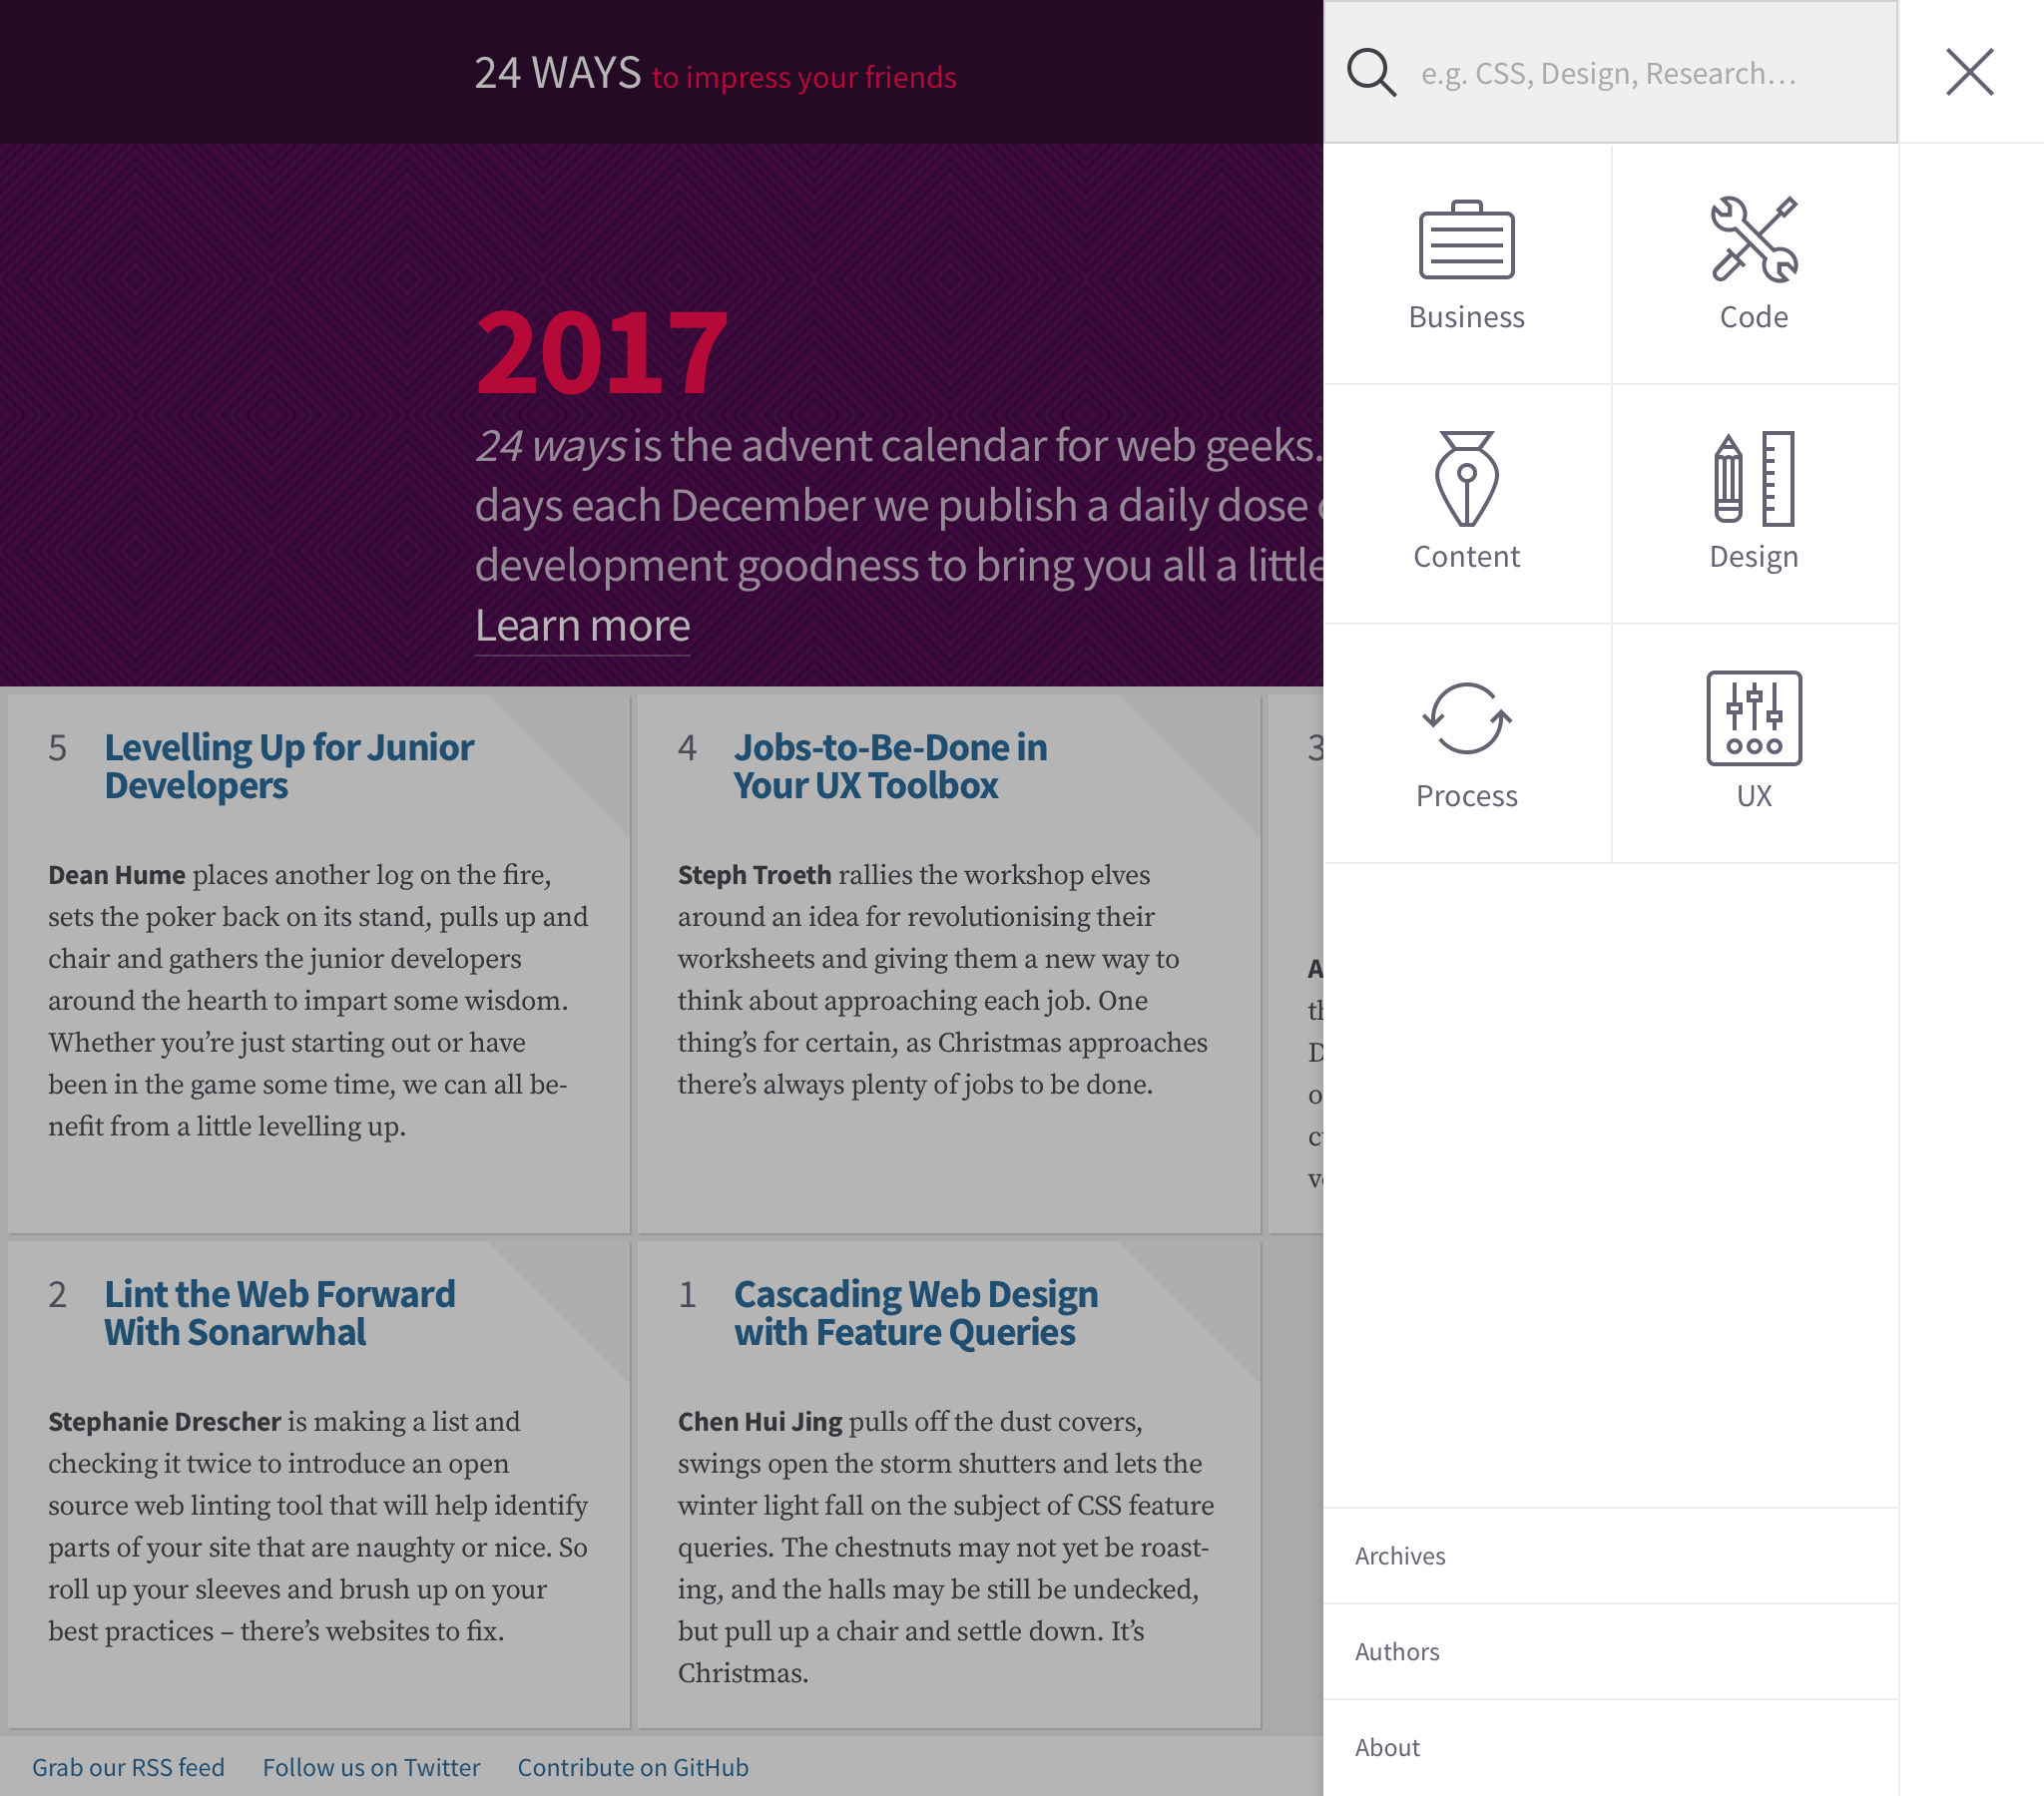 24 WAYS to impress your friends
e.g. CSS, Design, Research…
2017
24 ways is the advent calendar for web geeks.
days each December we publish a daily dose
development goodness to bring you all a little
Learn more
Business
Code
Content
Design
Process
UX
5 Levelling Up for Junior
Developers
Dean Hume places another log on the fire,
sets the poker back on its stand, pulls up and
chair and gathers the junior developers
around the hearth to impart some wisdom.
Whether you’re just starting out or have
been in the game some time, we can all be-
nefit from a little levelling up.
4 Jobs-to-Be-Done in
Your UX Toolbox
Steph Troeth rallies the workshop elves
around an idea for revolutionising their
worksheets and giving them a new way to
think about approaching each job. One
thing’s for certain, as Christmas approaches
there’s always plenty of jobs to be done.
3
2 Lint the Web Forward
With Sonarwhal
Stephanie Drescher is making a list and
checking it twice to introduce an open
source web linting tool that will help identify
parts of your site that are naughty or nice. So
roll up your sleeves and brush up on your
best practices – there’s websites to fix.
1 Cascading Web Design
with Feature Queries
Chen Hui Jing pulls off the dust covers,
swings open the storm shutters and lets the
winter light fall on the subject of CSS feature
queries. The chestnuts may not yet be roast-
ing, and the halls may be still be undecked,
but pull up a chair and settle down. It’s
Christmas.
Archives
Authors
About
Grab our RSS feed
Follow us on Twitter
Contribute on GitHub